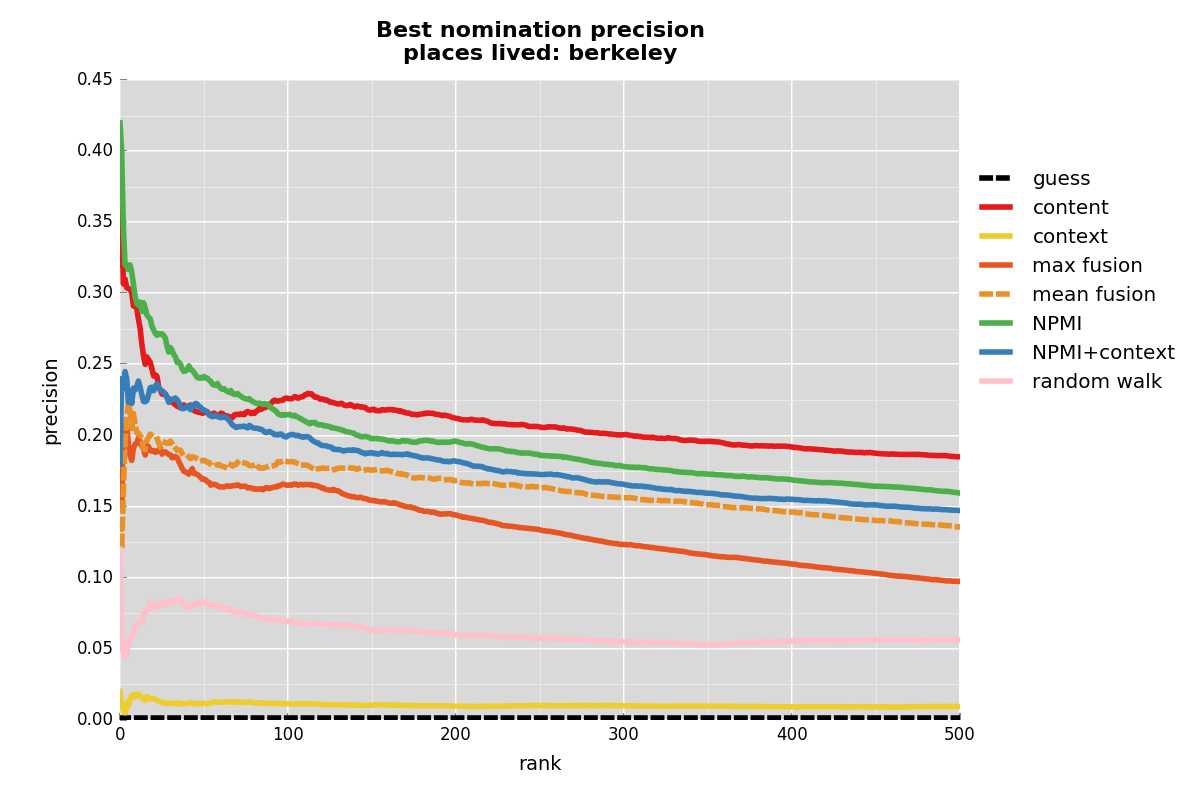 Best nomination precision
places lived: berkeley
0.45
0.40
0.35
0.30
0.25
0.20
0.15
0.10
0.05
0.00
precision
0 100 200 300 400 500
rank
guess
content
context
max fusion
mean fusion
NPMI
NPMI+context
random walk